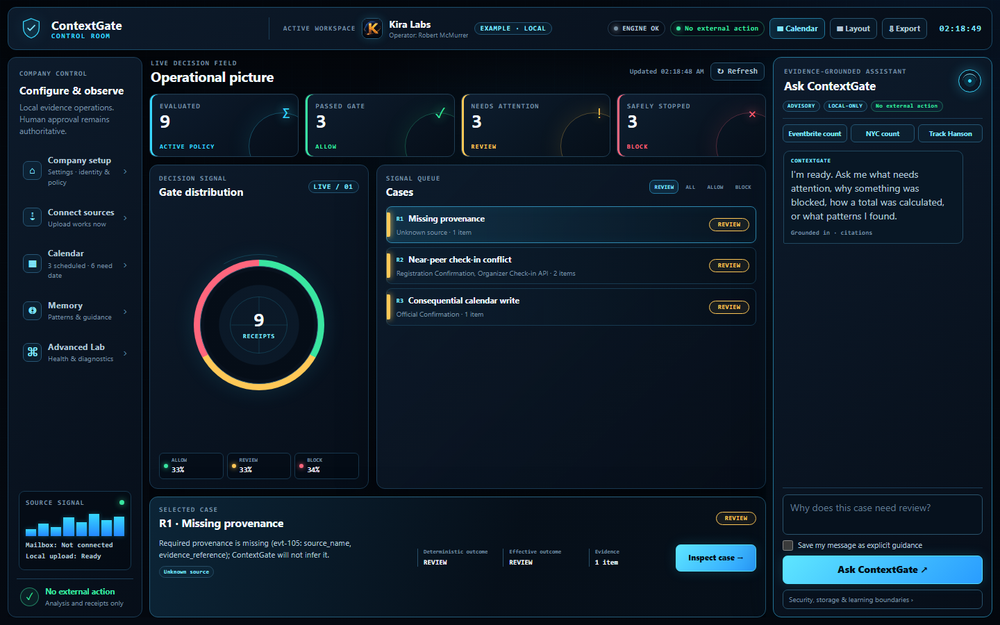 ContextGate
CONTROL ROOM
ACTIVE WORKSPACE
Kira Labs
Operator: Robert McMurrer
EXAMPLE · LOCAL
ENGINE OK
No external action
Calendar
Layout
Export
02:18:49
COMPANY CONTROL
Configure & observe
Local evidence operations.
Human approval remains
authoritative.
Company setup
Settings · identity &
policy
Connect sources
Upload works now
Calendar
3 scheduled · 6 need
date
Memory
Patterns & guidance
Advanced Lab
Health & diagnostics
SOURCE SIGNAL
Mailbox: Not connected
Local upload: Ready
No external action
Analysis and receipts only
LIVE DECISION FIELD
Operational picture
Updated 02:18:48 AM
↻ Refresh
EVALUATED
9
ACTIVE POLICY
Σ
PASSED GATE
3
ALLOW
✓
NEEDS ATTENTION
3
REVIEW
!
SAFELY STOPPED
3
BLOCK
×
DECISION SIGNAL
Gate distribution
LIVE / 01
9
RECEIPTS
ALLOW
33%
REVIEW
33%
BLOCK
34%
SIGNAL QUEUE
Cases
REVIEW
ALL
ALLOW
BLOCK
R1 Missing provenance
Unknown source · 1 item
REVIEW
R2 Near-peer check-in conflict
Registration Confirmation, Organizer Check-in API · 2 items
REVIEW
R3 Consequential calendar write
Official Confirmation · 1 item
REVIEW
SELECTED CASE
R1 · Missing provenance
REVIEW
Required provenance is missing (evt-105: source_name,
evidence_reference); ContextGate will not infer it.
Unknown source
Deterministic outcome
REVIEW
Effective outcome
REVIEW
Evidence
1 item
Inspect case →
EVIDENCE-GROUNDED ASSISTANT
Ask ContextGate
ADVISORY
LOCAL-ONLY
No external action
Eventbrite count
NYC count
Track Hanson
CONTEXTGATE
I'm ready. Ask me what needs
attention, why something was
blocked, how a total was calculated,
or what patterns I found.
Grounded in · citations
Why does this case need review?
Save my message as explicit guidance
Ask ContextGate ↗
Security, storage & learning boundaries ›